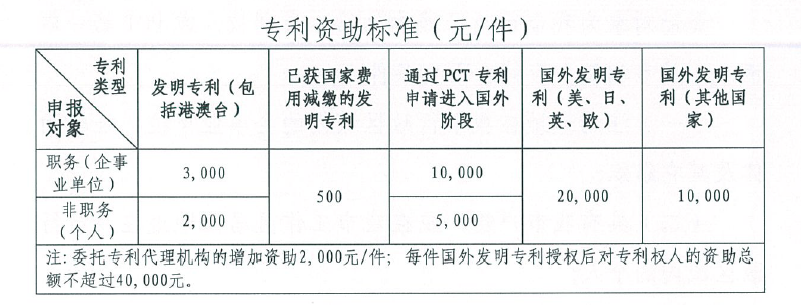 专利资助标准（元/件）
专利
类型
申报
对象
发明专利（包
括港澳台）
已获国家费
用减缴的发
明专利
通过 PCT 专利
申请进入国外
阶段
国外发明专
利（美、日、
英、欧）
国外发明专
利（其他国
家）
职务（企事
业单位）
3,000
500
10,000
20,000
10,000
非职务
（个人）
2,000
5,000
注：委托专利代理机构的增加资助2,000元/件；每件国外发明专利授权后对专利权人的资助总
额不超过40,000元。